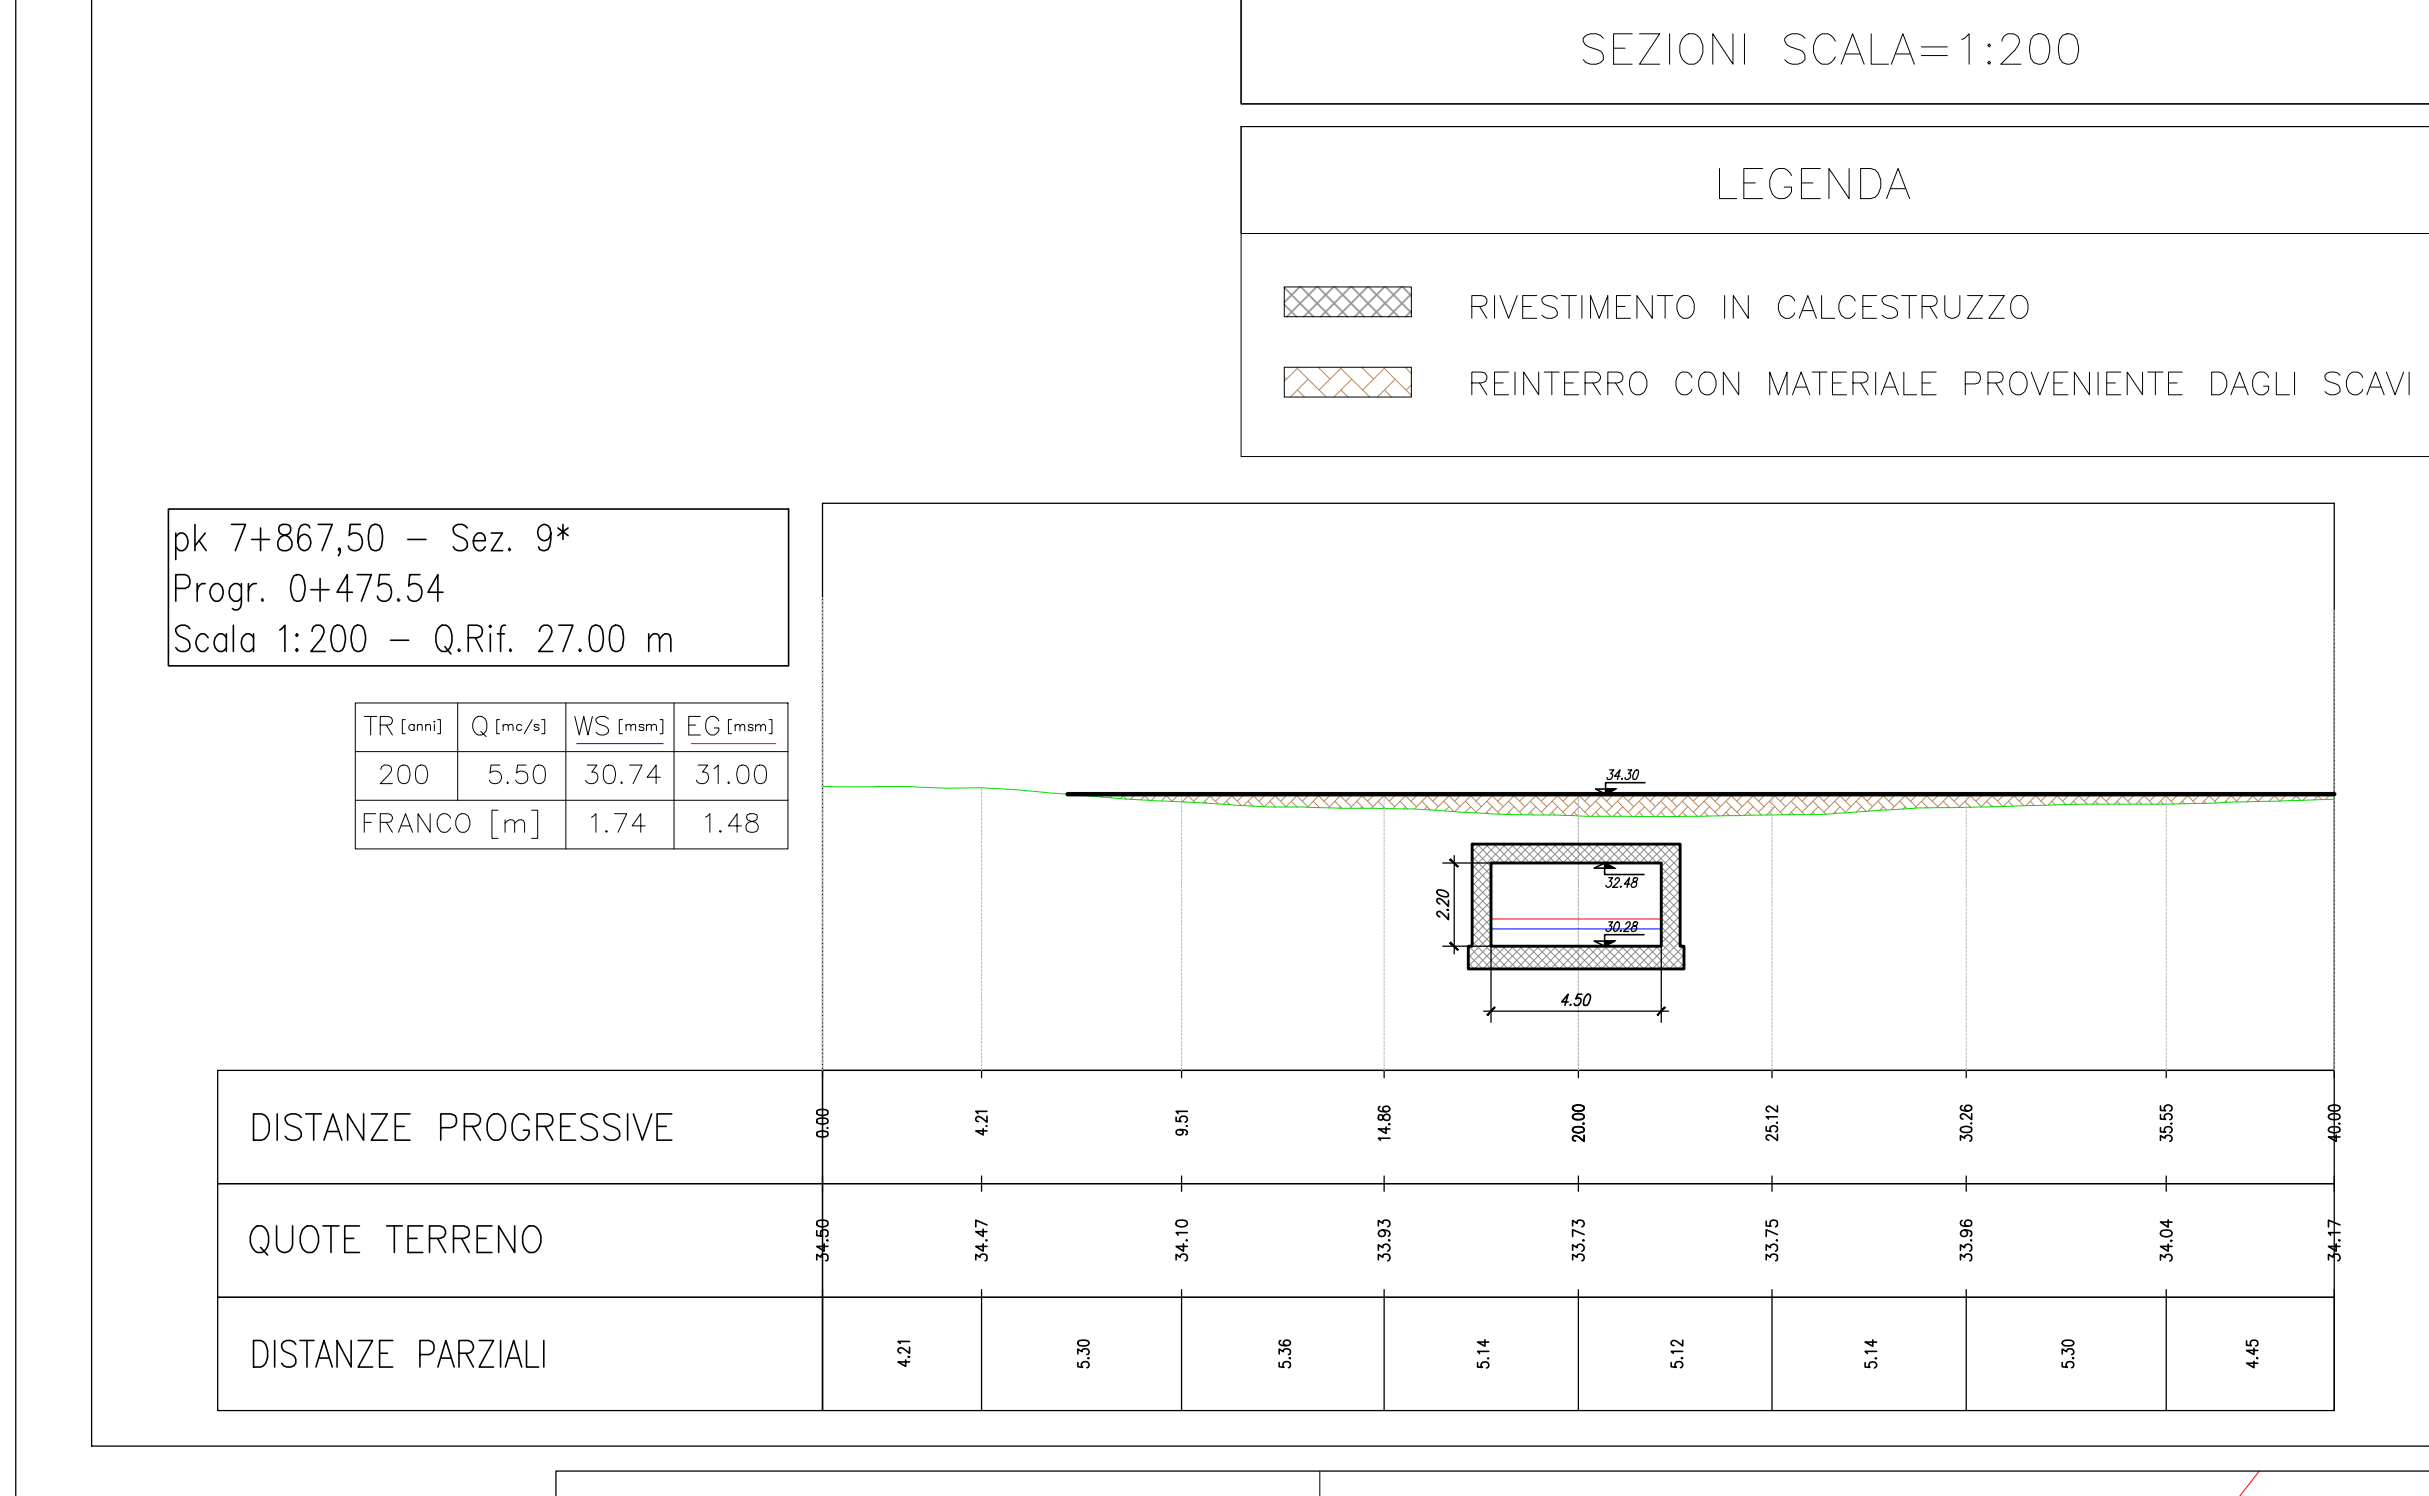 SEZIONI SCALA=1:200
LEGENDA
RIVESTIMENTO IN CALCESTRUZZO
REINTERRO CON MATERIALE PROVENIENTE DAGLI SCAVI
pk 7+867,50 – Sez. 9*
Progr. 0+475.54
Scala 1:200 – Q.Rif. 27.00 m
TR [anni] Q [mc/s] WS [msm] EG [msm]
200 5.50 30.74 31.00
FRANCO [m] 1.74 1.48
34.30
32.48
2.20
30.28
4.50
DISTANZE PROGRESSIVE 0.00 4.21 9.51 14.86 20.00 25.12 30.26 35.55 40.00
QUOTE TERRENO 34.50 34.47 34.10 33.93 33.73 33.75 33.96 34.04 34.17
DISTANZE PARZIALI 4.21 5.30 5.36 5.14 5.12 5.14 5.30 4.45